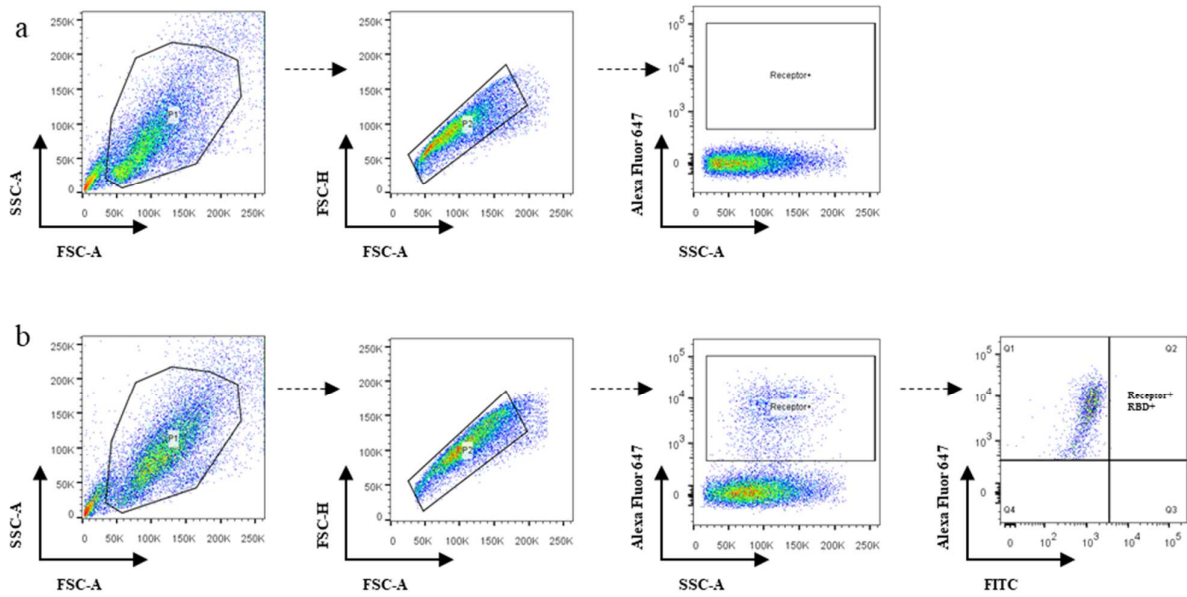 a
250K
200K
150K
100K
50K
0
P1
0 50K 100K 150K 200K 250K
SSC-A
FSC-A
250K
200K
150K
100K
50K
0
P2
0 50K 100K 150K 200K 250K
FSC-H
FSC-A
10^5
10^4
10^3
0
Receptor+
0 50K 100K 150K 200K 250K
Alexa Fluor 647
SSC-A
b
250K
200K
150K
100K
50K
0
P1
0 50K 100K 150K 200K 250K
SSC-A
FSC-A
250K
200K
150K
100K
50K
0
P2
0 50K 100K 150K 200K 250K
FSC-H
FSC-A
10^5
10^4
10^3
0
Receptor+
0 50K 100K 150K 200K 250K
Alexa Fluor 647
SSC-A
Q1 Q2
10^5
10^4
10^3
0
Receptor+
RBD+
Q4 Q3
0 10^2 10^3 10^4 10^5
Alexa Fluor 647
FITC